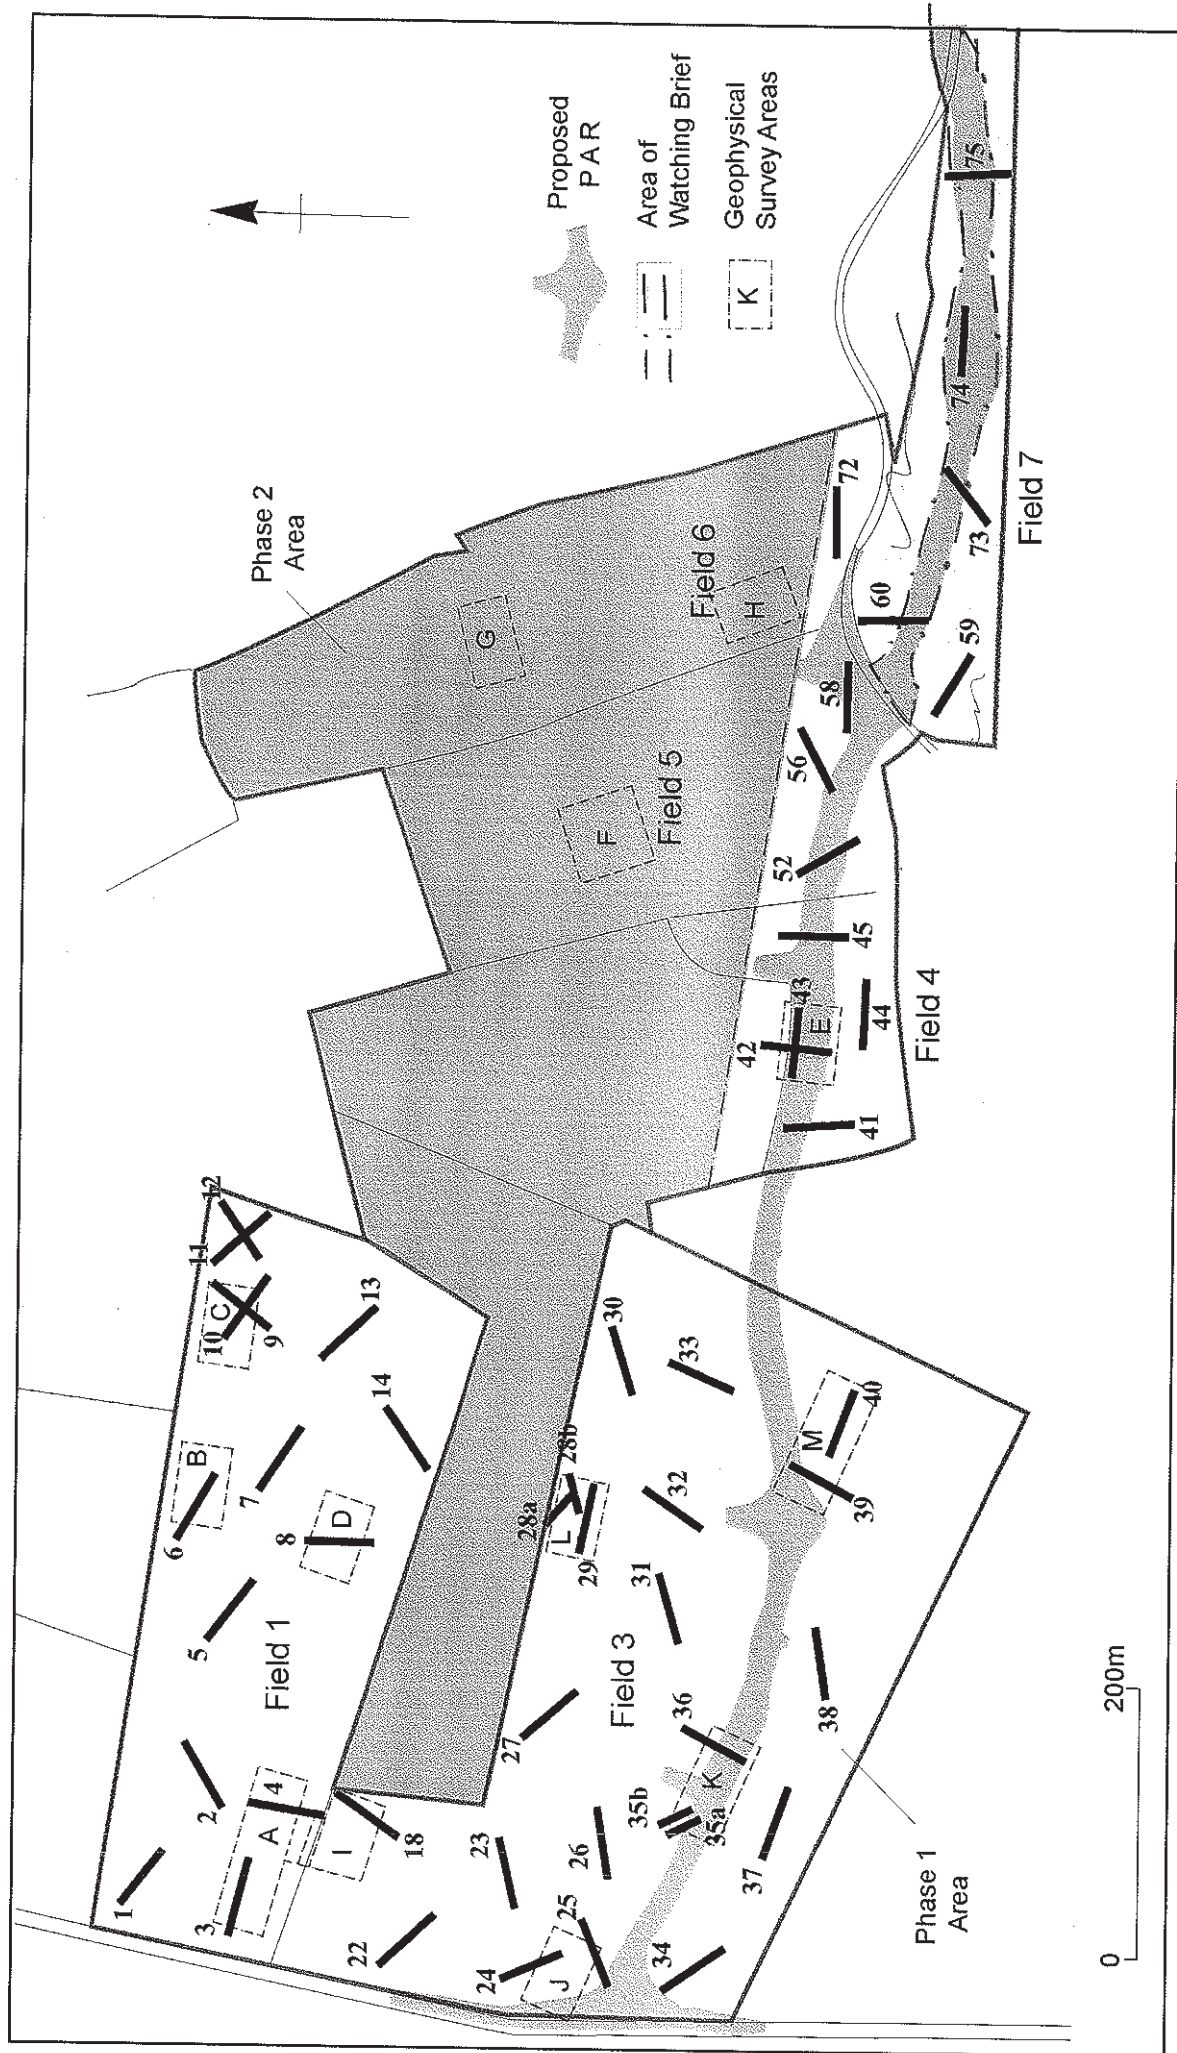 Proposed
PAR
Area of
Watching Brief
Geophysical
Survey Areas
K
Phase 2
Area
G
Field 6
H
F
Field 5
72
60
58
56
59
73
74
75
Field 7
52
45
43
42
E
44
41
Field 4
12
11
10
C
9
13
14
B
6
7
8
D
5
Field 1
2
4
A
1
3
I
18
22
23
24
J
25
26
27
Field 3
28a
28b
L
29
30
33
32
31
36
K
35b
35a
34
37
38
39
M
40
Phase 1
Area
0
200m